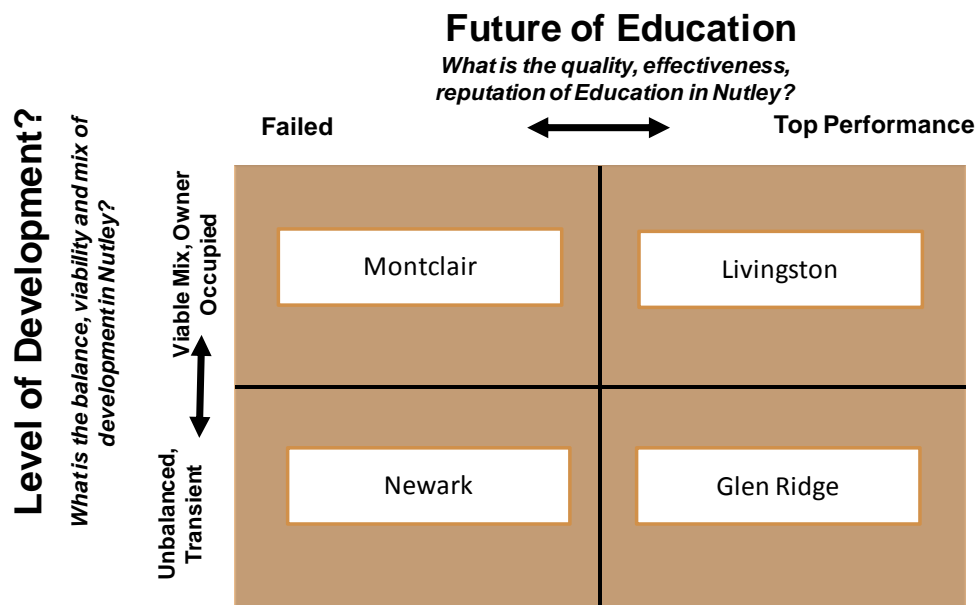 Future of Education
What is the quality, effectiveness,
reputation of Education in Nutley?
Failed
Top Performance
Level of Development?
What is the balance, viability and mix of
development in Nutley?
Viable Mix, Owner
Occupied
Unbalanced,
Transient
Montclair
Livingston
Newark
Glen Ridge